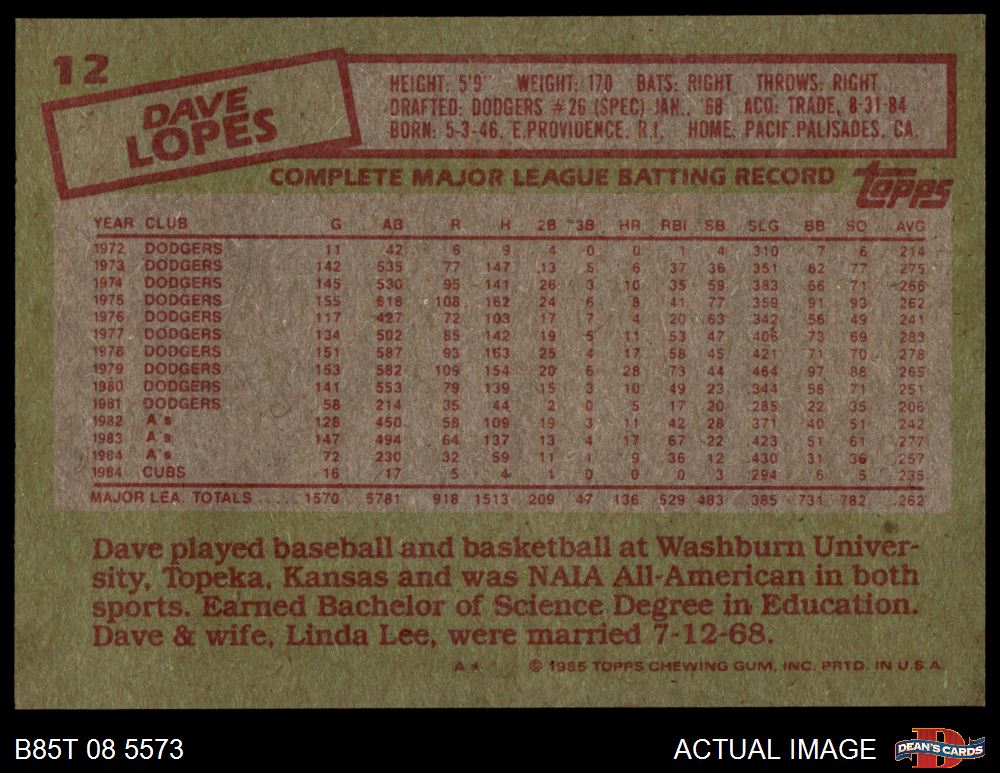 12
DAVE
LOPES
HEIGHT: 5'9" WEIGHT: 170 BATS: RIGHT THROWS: RIGHT
DRAFTED: DODGERS #26 (SPEC) JAN., '68 ACQ: TRADE, 8-31-84
BORN: 5-3-46, E.PROVIDENCE, R.I. HOME: PACIF.PALISADES, CA.
COMPLETE MAJOR LEAGUE BATTING RECORD topps
YEAR CLUB G AB R H 2B 3B HR RBI SB SLG BB SO AVG
1972 DODGERS 11 42 6 9 4 0 0 1 4 .310 7 6 .214
1973 DODGERS 142 535 77 147 13 5 6 37 36 .351 62 77 .275
1974 DODGERS 145 530 95 141 26 3 10 35 59 .383 66 71 .266
1975 DODGERS 155 618 108 162 24 6 8 41 77 .359 91 93 .262
1976 DODGERS 117 427 72 103 17 7 4 20 63 .342 56 49 .241
1977 DODGERS 134 502 85 142 19 5 11 53 47 .406 73 69 .283
1978 DODGERS 151 587 93 163 25 4 17 58 45 .421 71 70 .278
1979 DODGERS 153 582 109 154 20 6 28 73 44 .464 97 88 .265
1980 DODGERS 141 553 79 139 15 3 10 49 23 .344 58 71 .251
1981 DODGERS 58 214 35 44 2 0 5 17 20 .285 22 35 .206
1982 A's 128 450 58 109 19 3 11 42 28 .371 40 51 .242
1983 A's 147 494 64 137 13 4 17 67 22 .423 51 61 .277
1984 A's 72 230 32 59 11 1 9 36 12 .430 31 36 .257
1984 CUBS 16 17 5 4 1 0 0 0 3 .294 6 5 .235
MAJOR LEA. TOTALS ..... 1570 5781 918 1513 209 47 136 529 483 .385 731 782 .262
Dave played baseball and basketball at Washburn Univer-
sity, Topeka, Kansas and was NAIA All-American in both
sports. Earned Bachelor of Science Degree in Education.
Dave & wife, Linda Lee, were married 7-12-68.
A* © 1985 TOPPS CHEWING GUM, INC. PRTD. IN U.S.A.
B85T 08 5573 ACTUAL IMAGE D DEAN'S CARDS